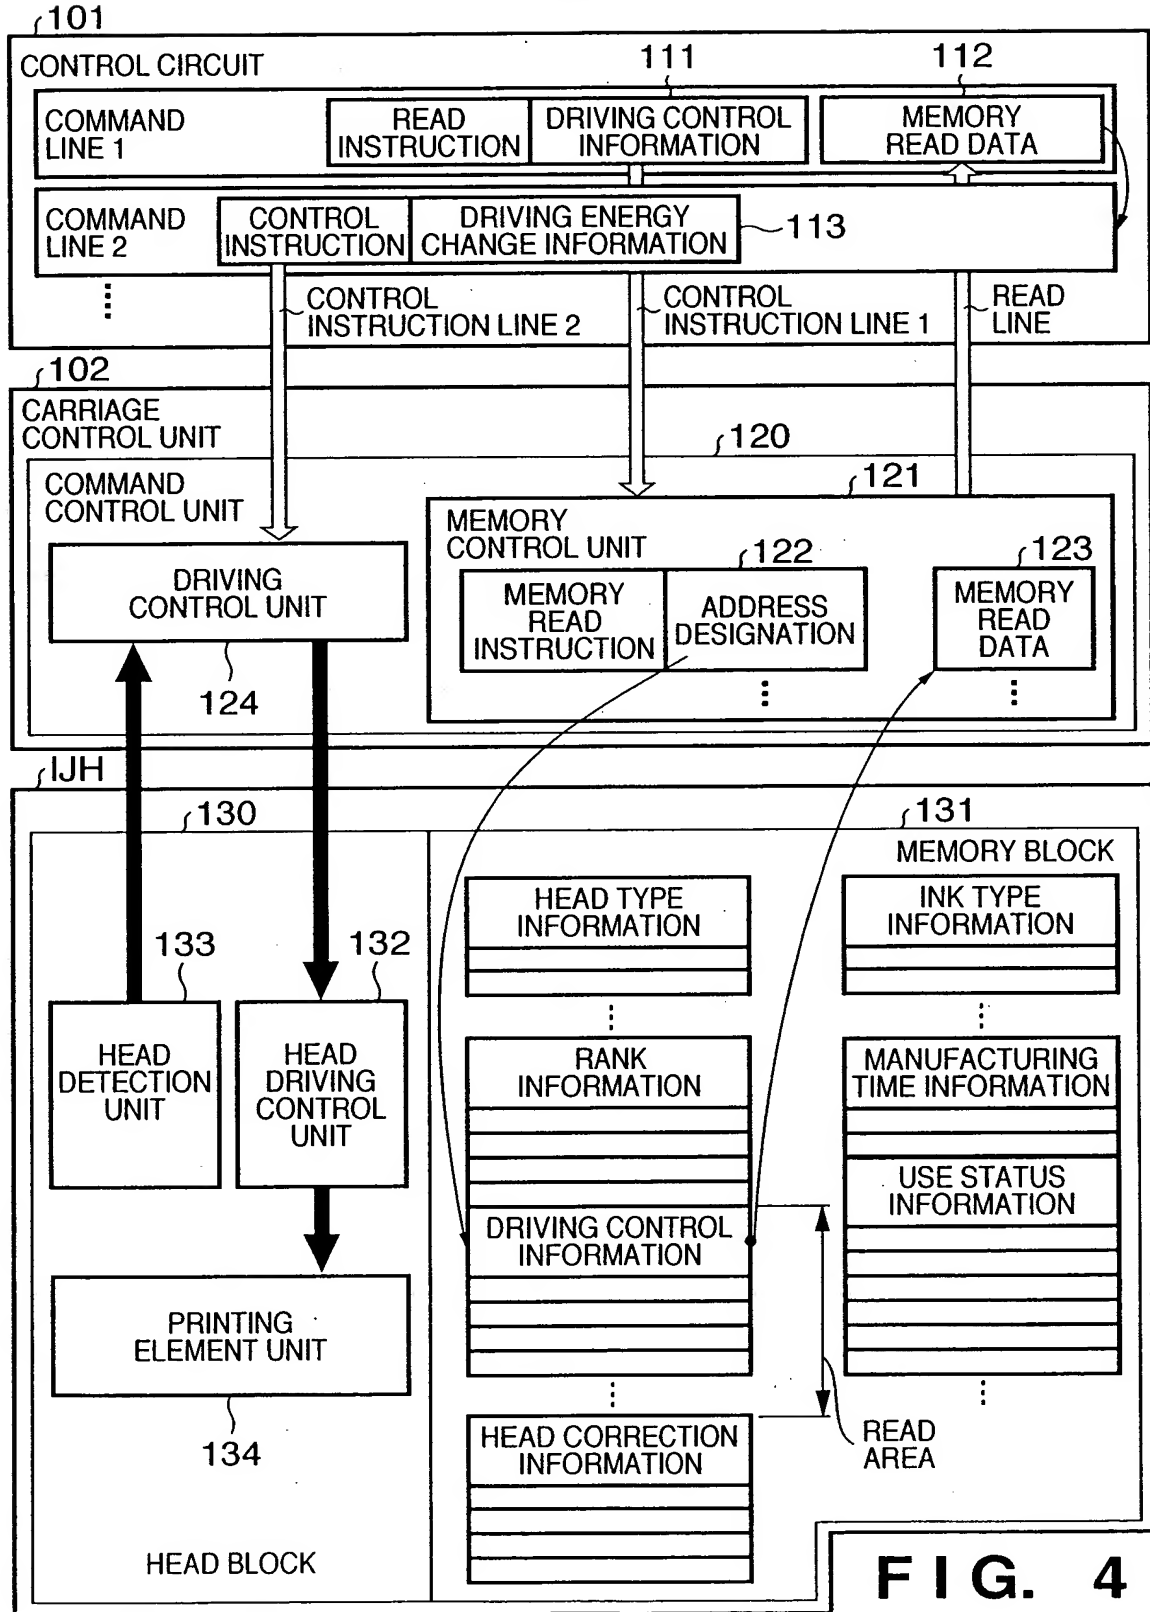 101
CONTROL CIRCUIT
111
112
COMMAND
LINE 1
READ
INSTRUCTION
DRIVING CONTROL
INFORMATION
MEMORY
READ DATA
COMMAND
LINE 2
CONTROL
INSTRUCTION
DRIVING ENERGY
CHANGE INFORMATION
113
CONTROL
INSTRUCTION LINE 2
CONTROL
INSTRUCTION LINE 1
READ
LINE
102
CARRIAGE
CONTROL UNIT
120
COMMAND
CONTROL UNIT
121
MEMORY
CONTROL UNIT
122
123
DRIVING
CONTROL UNIT
MEMORY
READ
INSTRUCTION
ADDRESS
DESIGNATION
MEMORY
READ
DATA
124
IJH
130
131
MEMORY BLOCK
HEAD TYPE
INFORMATION
INK TYPE
INFORMATION
133
132
HEAD
DETECTION
UNIT
HEAD
DRIVING
CONTROL
UNIT
RANK
INFORMATION
MANUFACTURING
TIME INFORMATION
USE STATUS
INFORMATION
DRIVING CONTROL
INFORMATION
PRINTING
ELEMENT UNIT
134
HEAD CORRECTION
INFORMATION
READ
AREA
HEAD BLOCK
FIG. 4